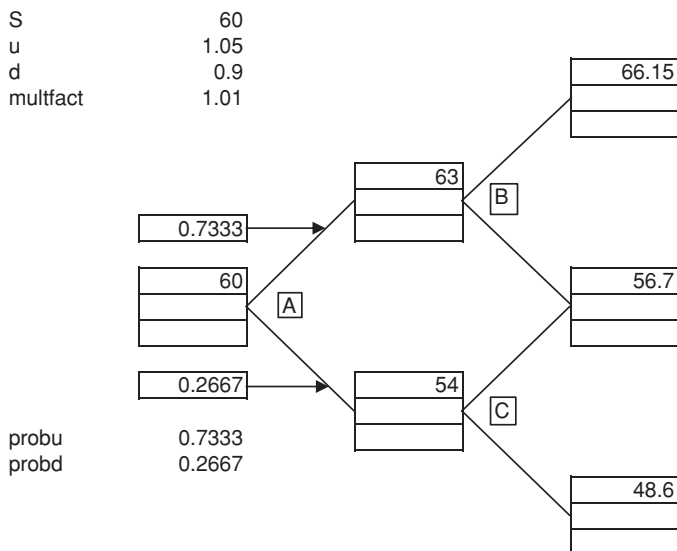 S 60
u 1.05
d 0.9
multfact 1.01
66.15
63
B
0.7333
60
A
56.7
0.2667
54
C
probu 0.7333
probd 0.2667
48.6